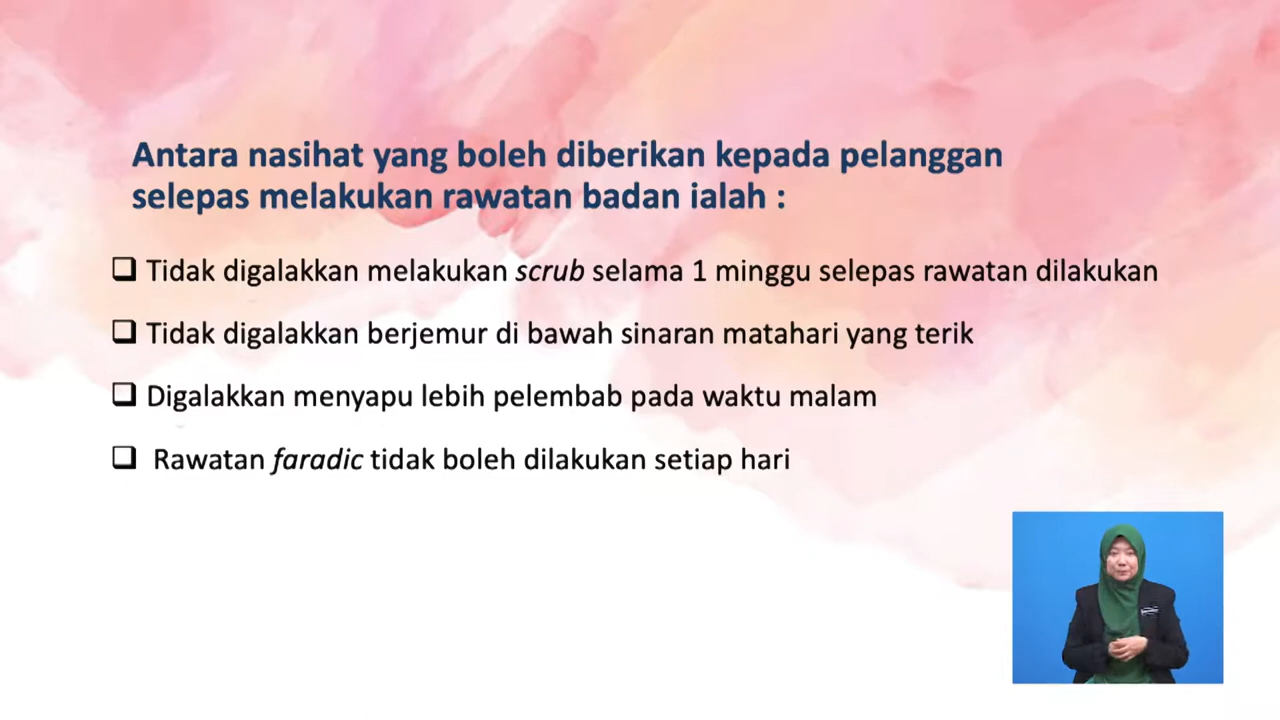 Antara nasihat yang boleh diberikan kepada pelanggan
selepas melakukan rawatan badan ialah :
Tidak digalakkan melakukan scrub selama 1 minggu selepas rawatan dilakukan
Tidak digalakkan berjemur di bawah sinaran matahari yang terik
Digalakkan menyapu lebih pelembab pada waktu malam
Rawatan faradic tidak boleh dilakukan setiap hari